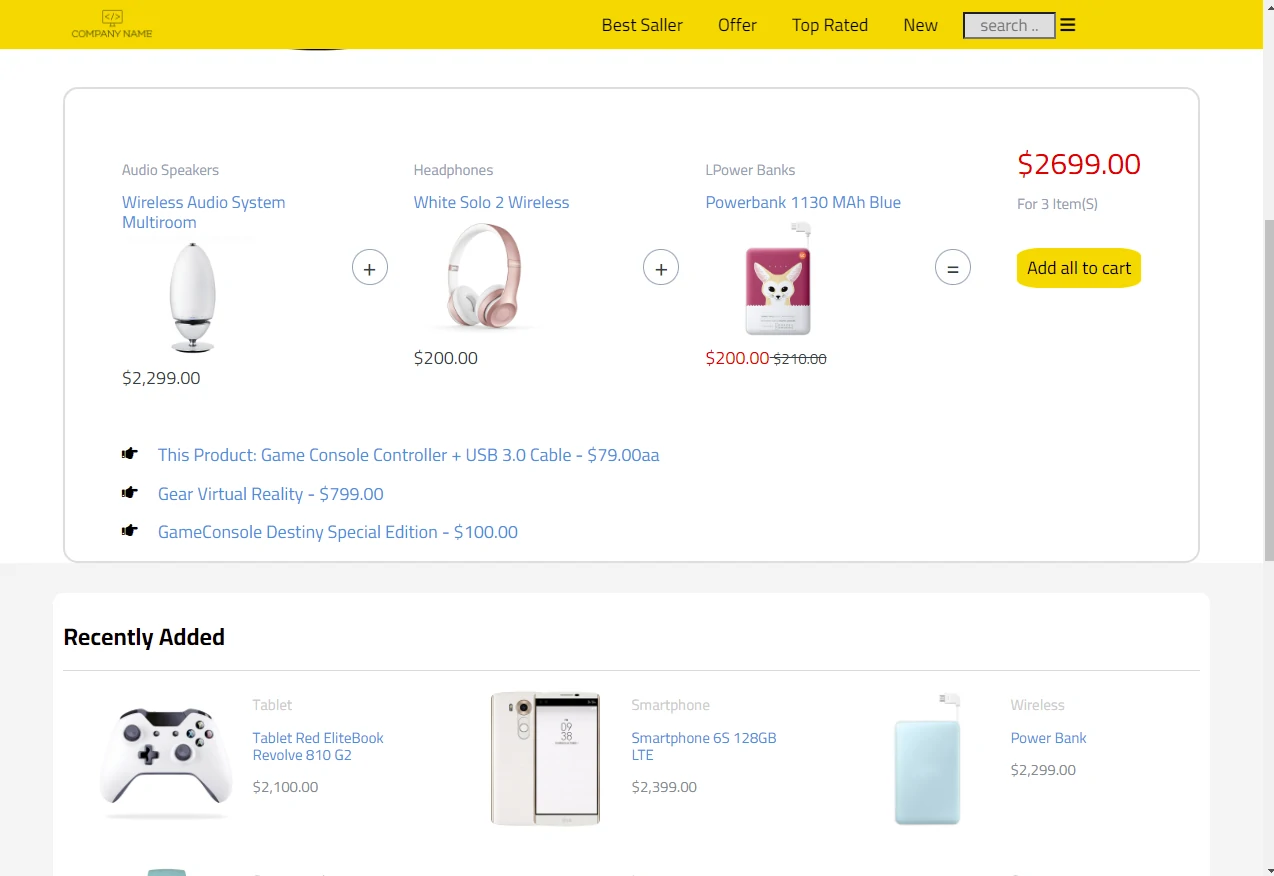 </>
COMPANY NAME
Best Saller
Offer
Top Rated
New
search ..
Audio Speakers
Wireless Audio System
Multiroom
$2,299.00
+
Headphones
White Solo 2 Wireless
$200.00
+
LPower Banks
Powerbank 1130 MAh Blue
$200.00 $210.00
=
$2699.00
For 3 Item(S)
Add all to cart
This Product: Game Console Controller + USB 3.0 Cable - $79.00aa
Gear Virtual Reality - $799.00
GameConsole Destiny Special Edition - $100.00
Recently Added
Tablet
Tablet Red EliteBook
Revolve 810 G2
$2,100.00
Smartphone
Smartphone 6S 128GB
LTE
$2,399.00
09
38
Wireless
Power Bank
$2,299.00